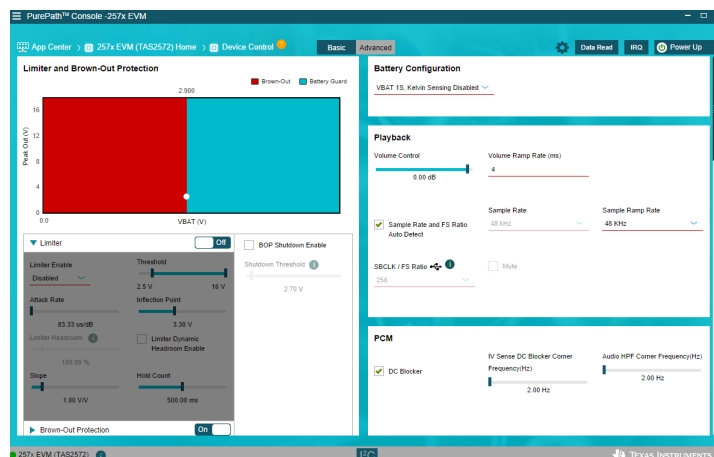 PurePath™ Console -257x EVM
App Center
257x EVM (TAS2572) Home
Device Control
Basic
Advanced
Data Read
IRQ
Power Up
Limiter and Brown-Out Protection
Brown-Out
Battery Guard
2.900
16
12
8
4
0
Peak Out (V)
0.0
VBAT (V)
Limiter
Off
Limiter Enable
Threshold
Disabled
2.5 V
16 V
Attack Rate
Inflection Point
83.33 us/dB
3.30 V
Limiter Headroom
Limiter Dynamic
Headroom Enable
100.00 %
Slope
Hold Count
1.00 V/V
500.00 ms
Brown-Out Protection
On
BOP Shutdown Enable
Shutdown Threshold
2.70 V
Battery Configuration
VBAT 1S, Kelvin Sensing Disabled
Playback
Volume Control
Volume Ramp Rate (ms)
0.00 dB
4
Sample Rate and FS Ratio
Auto Detect
Sample Rate
Sample Ramp Rate
48 kHz
48 KHz
SBCLK / FS Ratio
Mute
256
PCM
DC Blocker
IV Sense DC Blocker Corner
Frequency(Hz)
Audio HPF Corner Frequency(Hz)
2.00 Hz
2.00 Hz
257x EVM (TAS2572)
I²C
TEXAS INSTRUMENTS